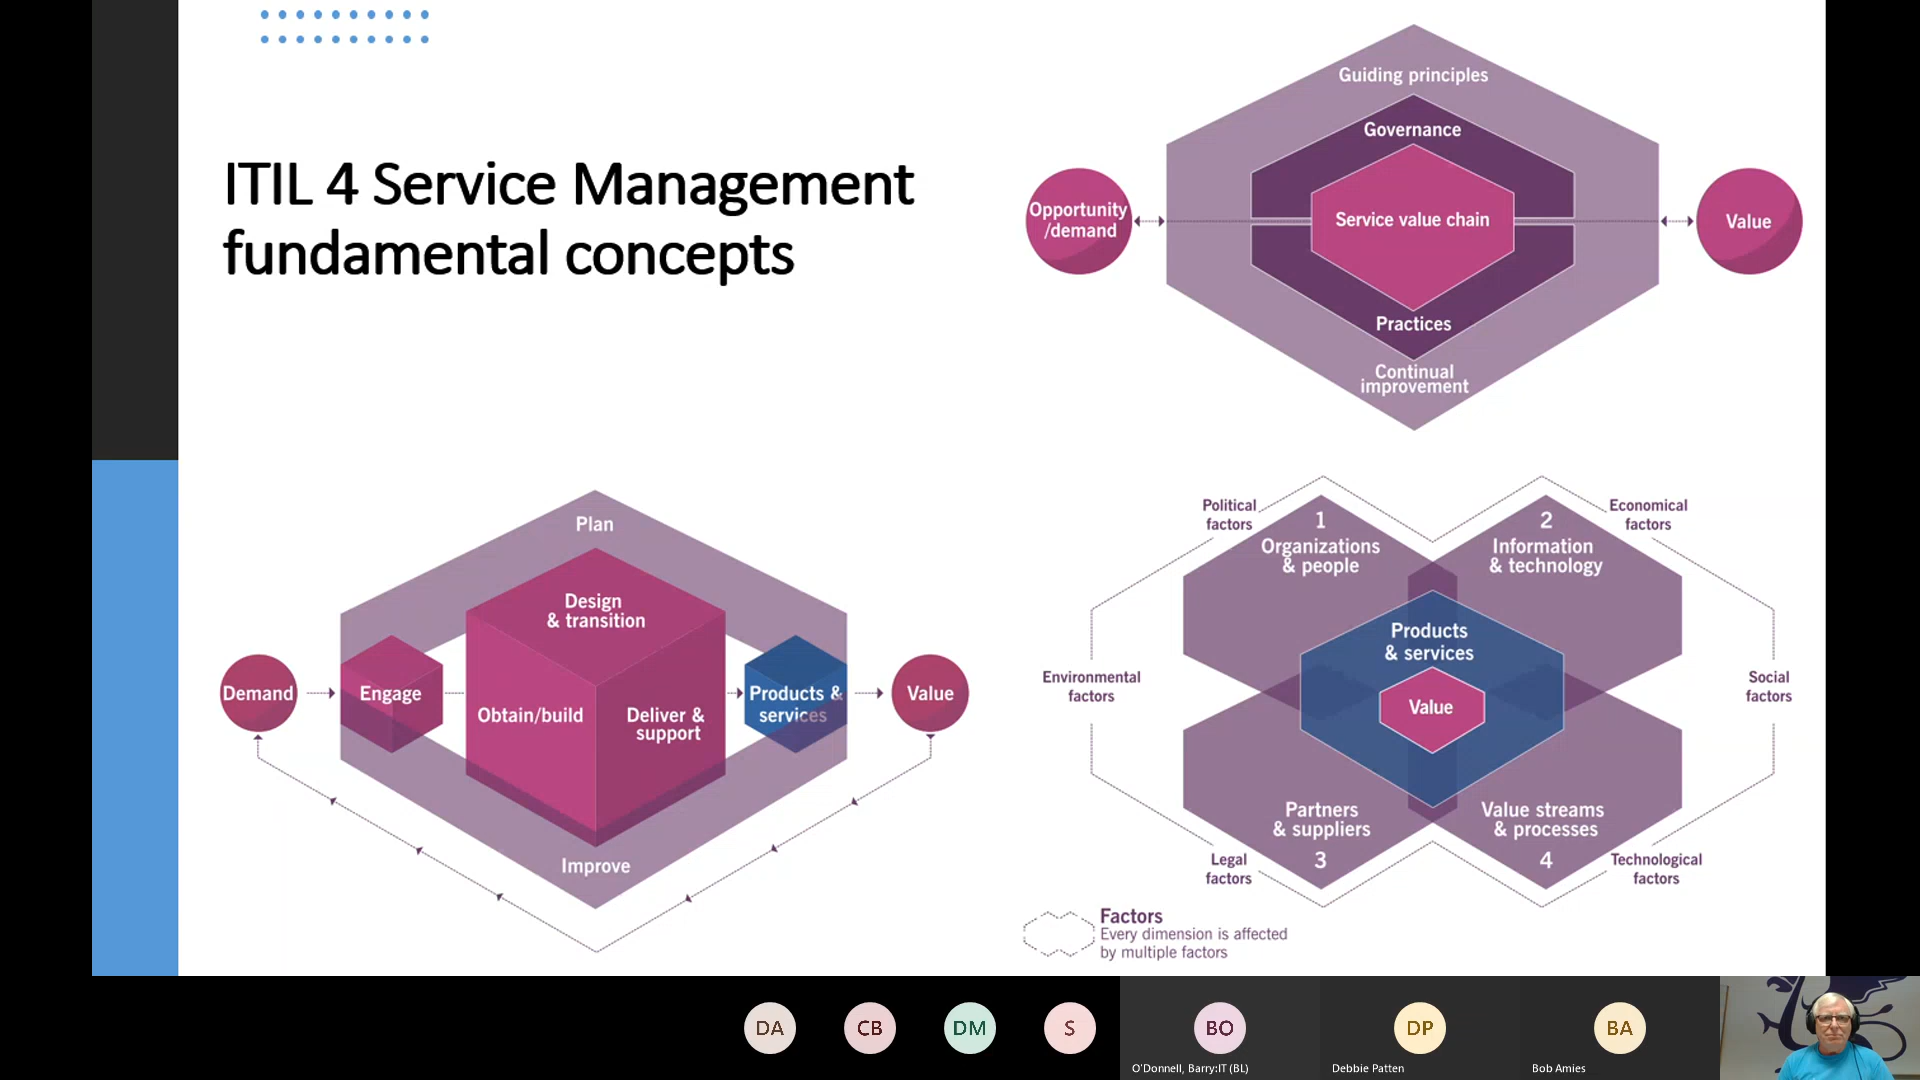 ITIL 4 Service Management
fundamental concepts
Guiding principles
Governance
Opportunity
/demand
Service value chain
Value
Practices
Continual
improvement
Plan
Design
& transition
Demand
Engage
Obtain/build
Deliver &
support
Products &
services
Value
Improve
Political
factors
1
Organizations
& people
2
Information
& technology
Economical
factors
Environmental
factors
Products
& services
Value
Social
factors
Partners
& suppliers
3
Value streams
& processes
4
Legal
factors
Technological
factors
Factors
Every dimension is affected
by multiple factors
DA
CB
DM
S
BO
DP
BA
O'Donnell, Barry:IT (BL)
Debbie Patten
Bob Amies